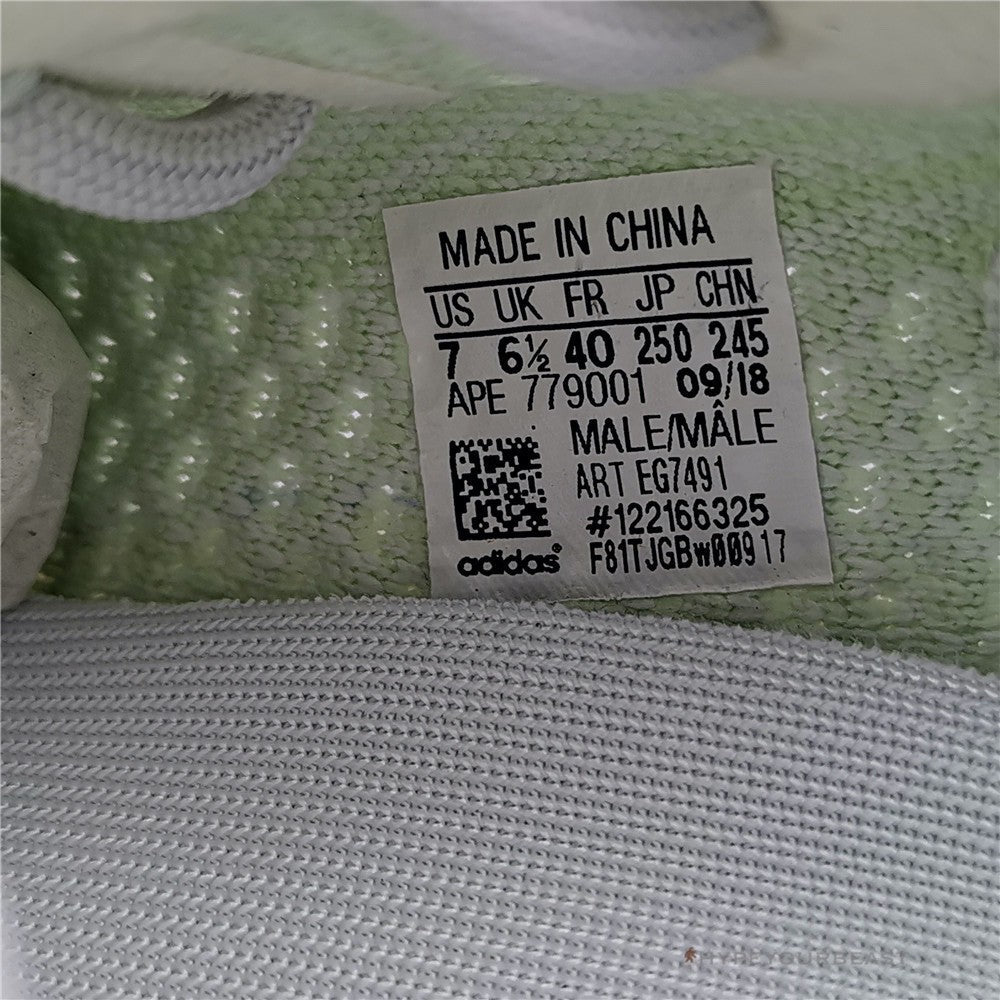 MADE IN CHINA
US UK FR JP CHN
7 6½ 40 250 245
APE 779001 09/18
MALE/MÂLE
ART EG7491
#122166325
adidas® F81TJGBw00917